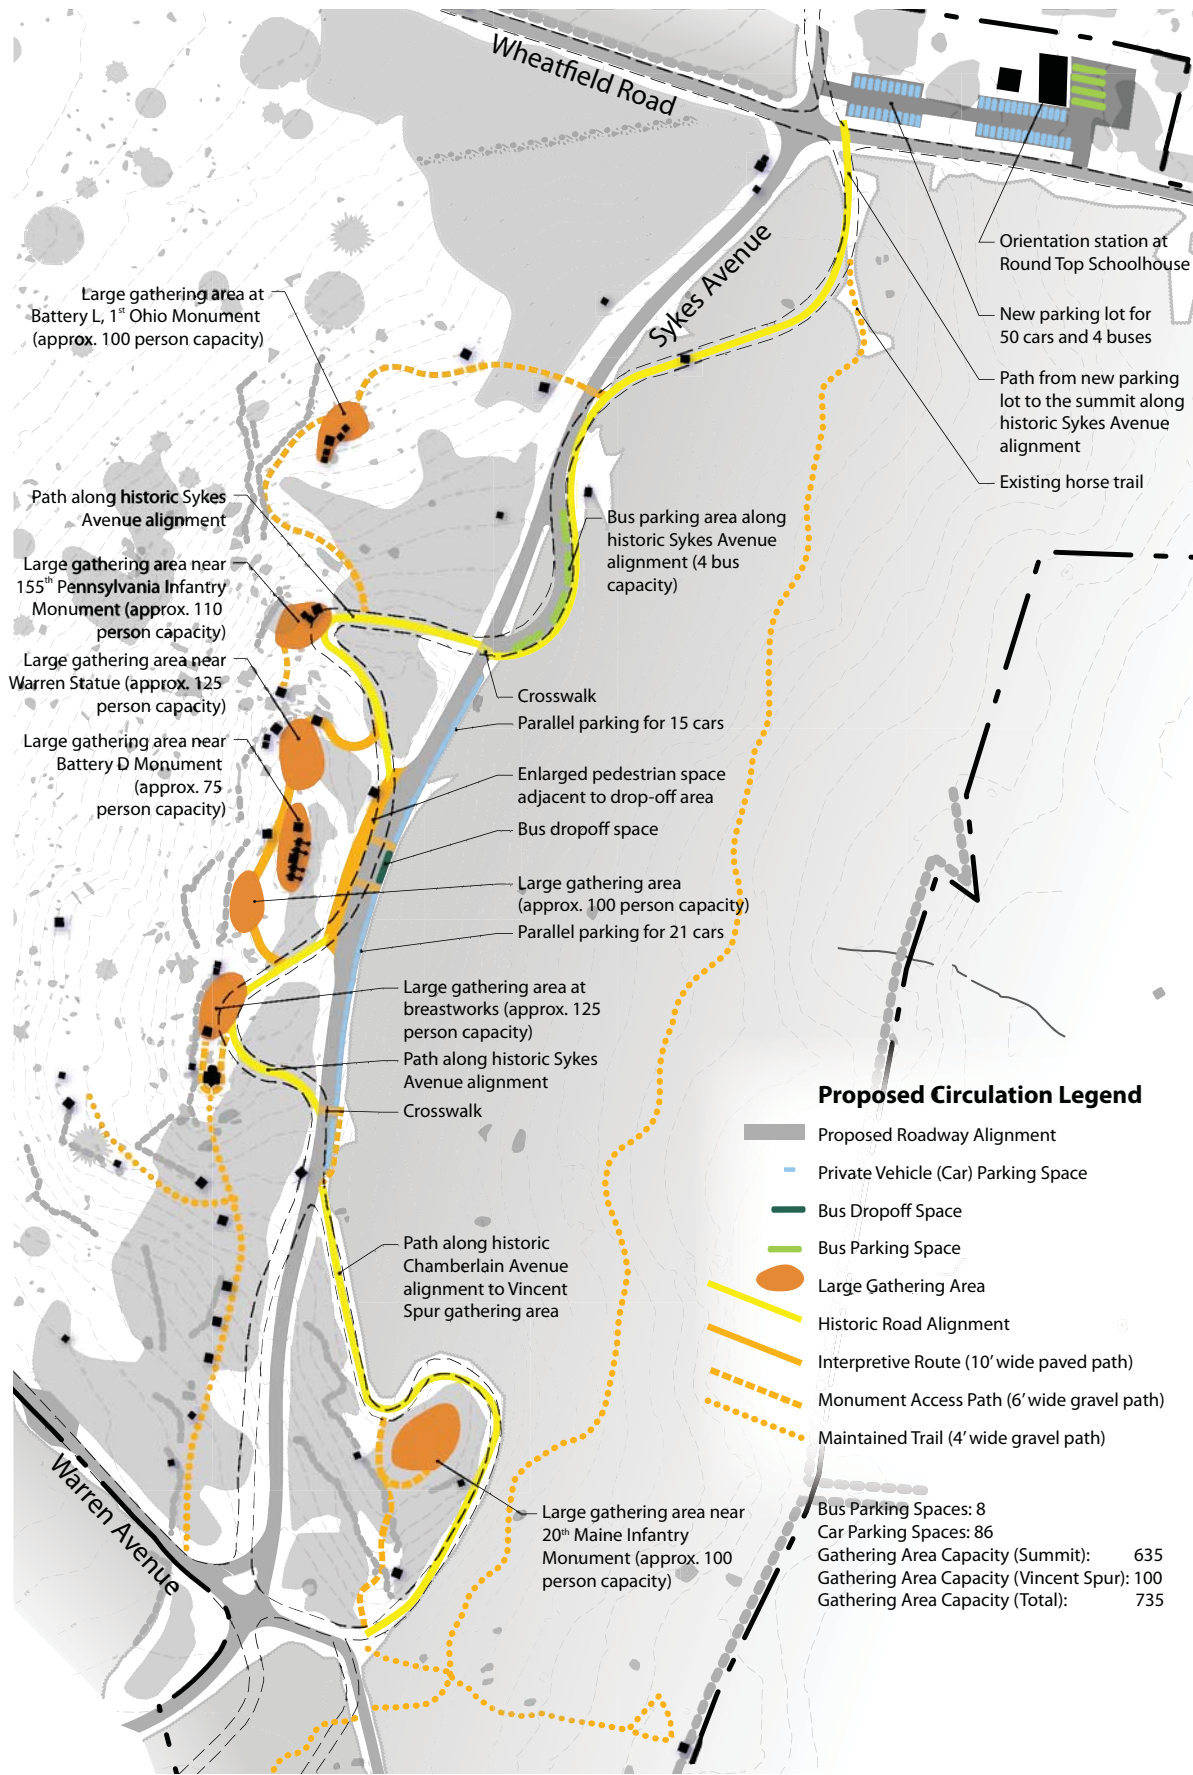 Wheatfield Road
Sykes Avenue
Orientation station at
Round Top Schoolhouse
New parking lot for
50 cars and 4 buses
Path from new parking
lot to the summit along
historic Sykes Avenue
alignment
Existing horse trail
Large gathering area at
Battery L, 1st Ohio Monument
(approx. 100 person capacity)
Path along historic Sykes
Avenue alignment
Large gathering area near
155th Pennsylvania Infantry
Monument (approx. 110
person capacity)
Large gathering area near
Warren Statue (approx. 125
person capacity)
Large gathering area near
Battery D Monument
(approx. 75
person capacity)
Bus parking area along
historic Sykes Avenue
alignment (4 bus
capacity)
Crosswalk
Parallel parking for 15 cars
Enlarged pedestrian space
adjacent to drop-off area
Bus dropoff space
Large gathering area
(approx. 100 person capacity)
Parallel parking for 21 cars
Large gathering area at
breastworks (approx. 125
person capacity)
Path along historic Sykes
Avenue alignment
Crosswalk
Path along historic
Chamberlain Avenue
alignment to Vincent
Spur gathering area
Large gathering area near
20th Maine Infantry
Monument (approx. 100
person capacity)
Warren Avenue
Proposed Circulation Legend
Proposed Roadway Alignment
Private Vehicle (Car) Parking Space
Bus Dropoff Space
Bus Parking Space
Large Gathering Area
Historic Road Alignment
Interpretive Route (10' wide paved path)
Monument Access Path (6' wide gravel path)
Maintained Trail (4' wide gravel path)
Bus Parking Spaces: 8
Car Parking Spaces: 86
Gathering Area Capacity (Summit): 635
Gathering Area Capacity (Vincent Spur): 100
Gathering Area Capacity (Total): 735